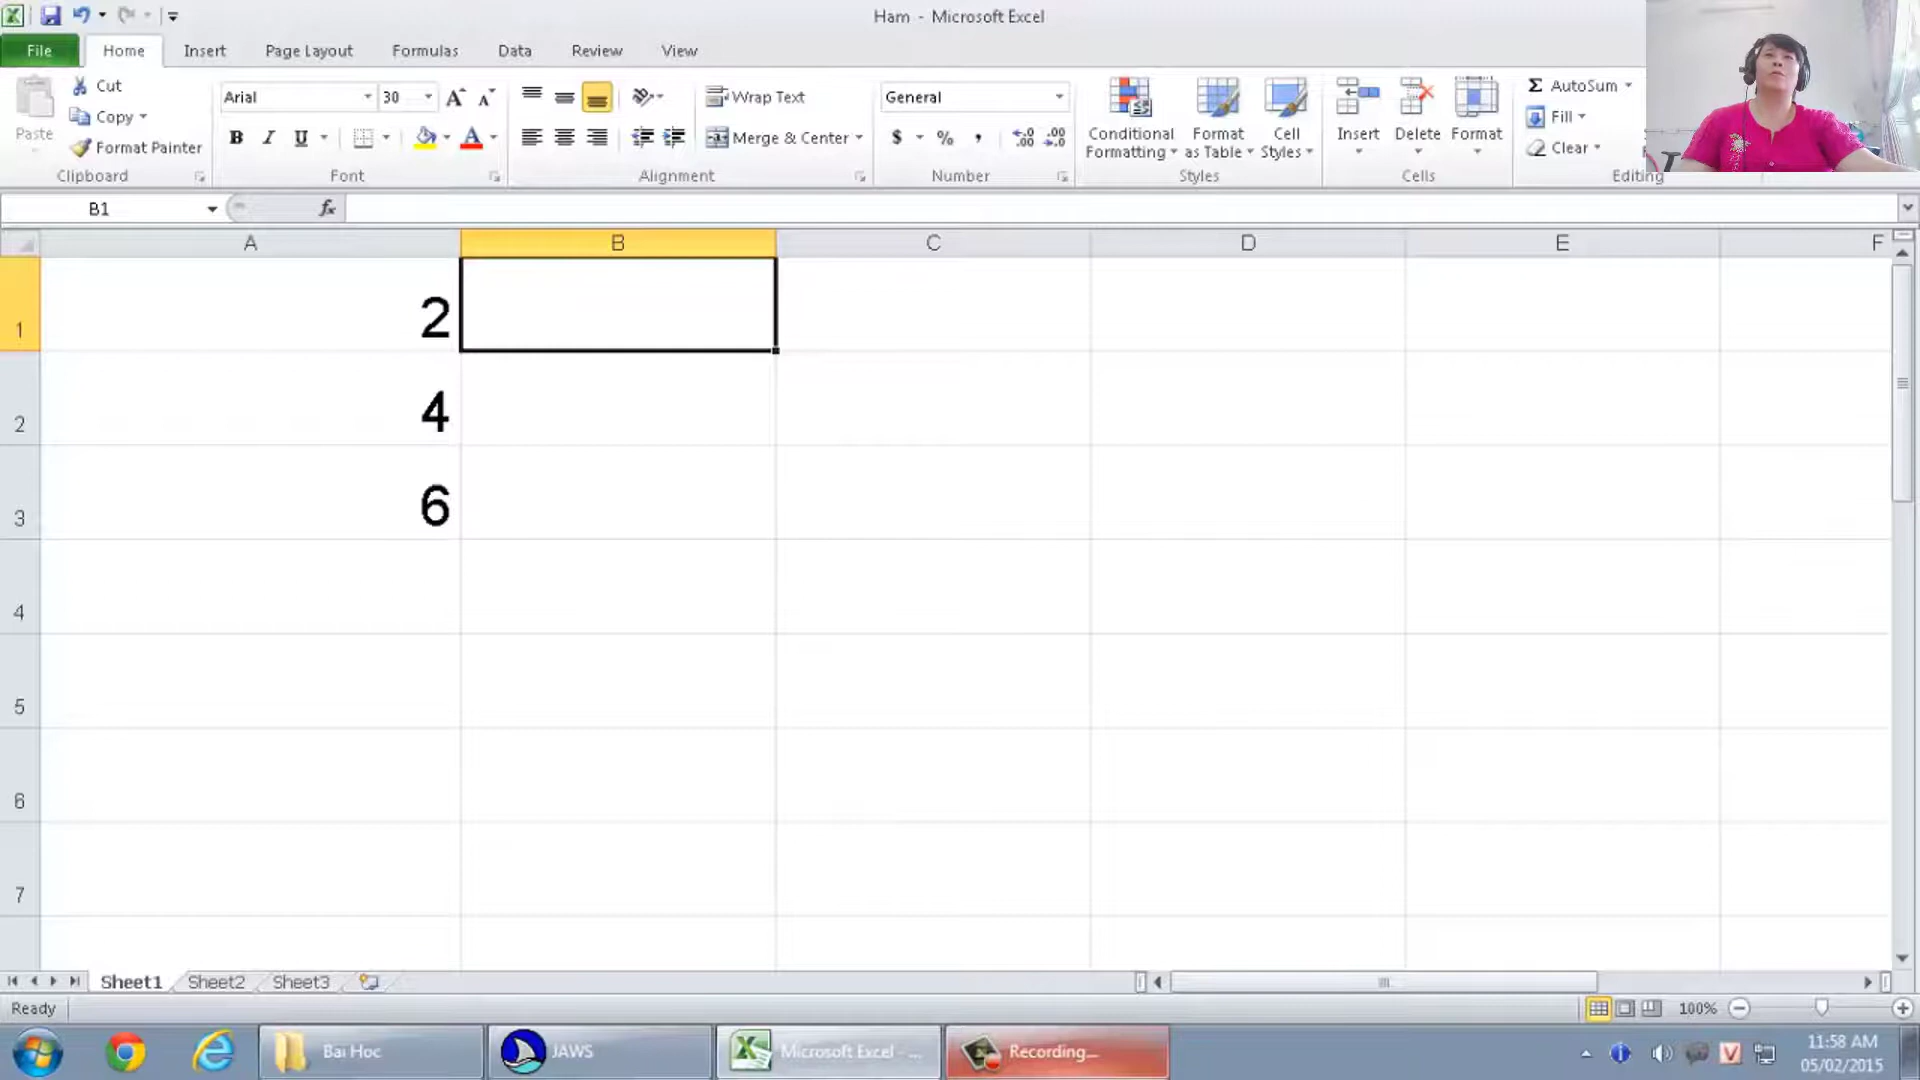 Ham - Microsoft Excel
File Home Insert Page Layout Formulas Data Review View
Paste
Cut
Copy
Format Painter
Clipboard
Arial 30
B I U
Font
Wrap Text
Merge & Center
Alignment
General
$ % ,
Number
Conditional Formatting
Format as Table
Cell Styles
Styles
Insert Delete Format
Cells
Σ AutoSum
Fill
Clear
Editing
B1 fx
A B C D E F
1 2
2 4
3 6
4
5
6
7
Sheet1 Sheet2 Sheet3
Ready 100%
Bai Hoc JAWS Microsoft Excel - ... Recording...
11:58 AM
05/02/2015